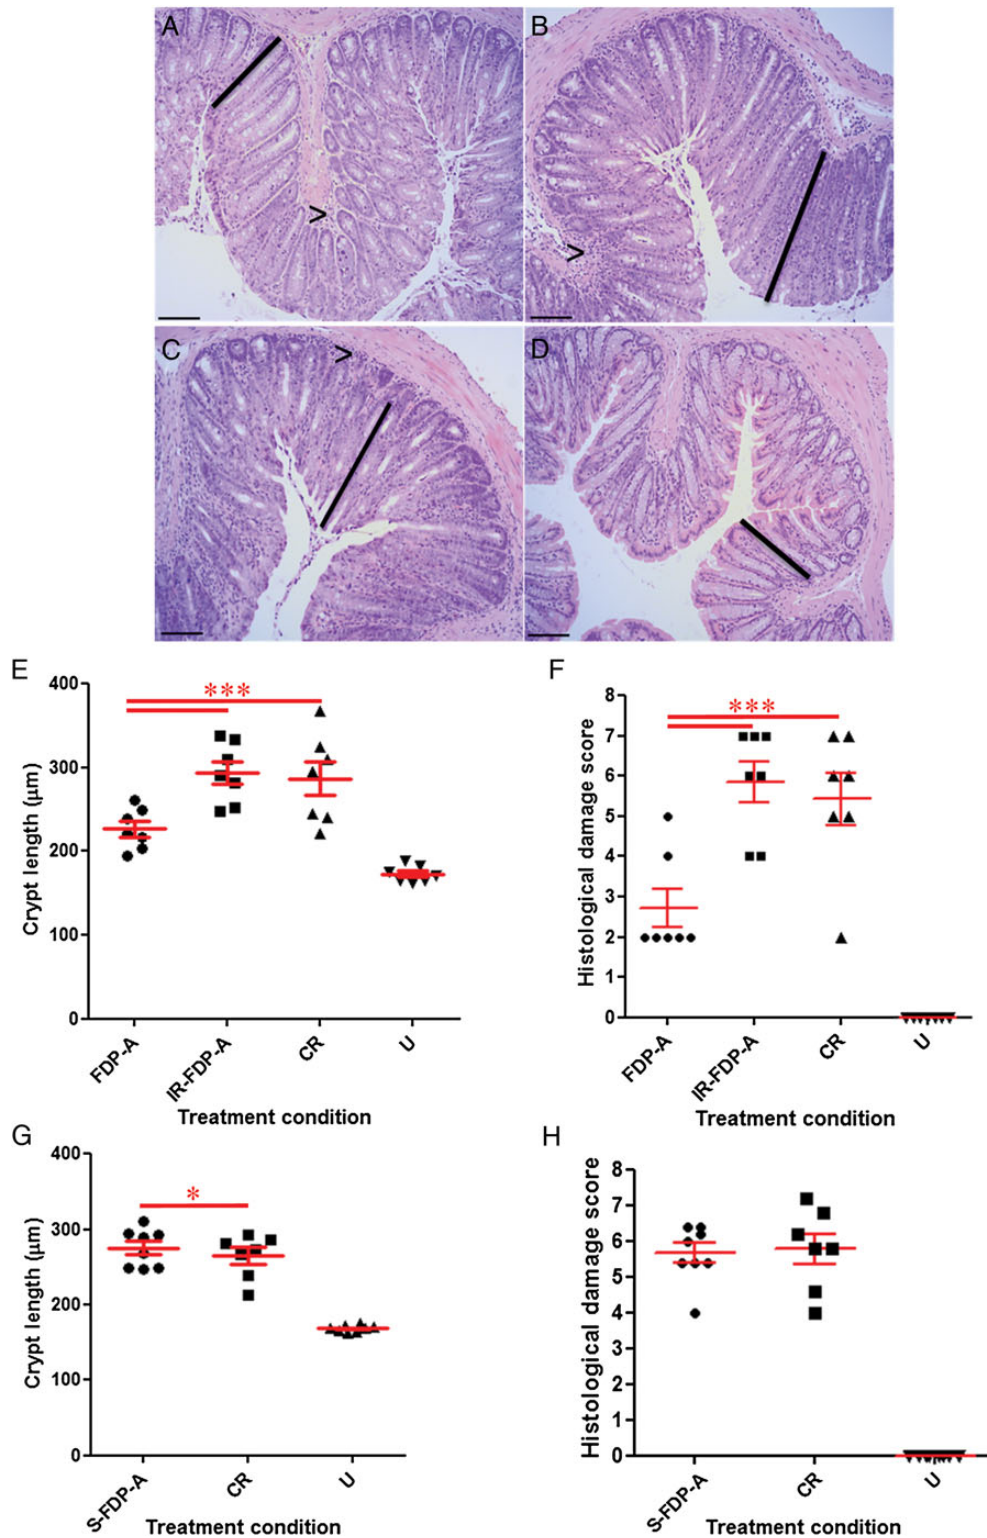 A
B
>
>
C
>
D
E
400
300
200
100
0
Crypt length (μm)
***
FDP-A
IR-FDP-A
CR
U
Treatment condition
F
8
7
6
5
4
3
2
1
0
Histological damage score
***
FDP-A
IR-FDP-A
CR
U
Treatment condition
G
400
300
200
100
0
Crypt length (μm)
*
S-FDP-A
CR
U
Treatment condition
H
8
7
6
5
4
3
2
1
0
Histological damage score
S-FDP-A
CR
U
Treatment condition